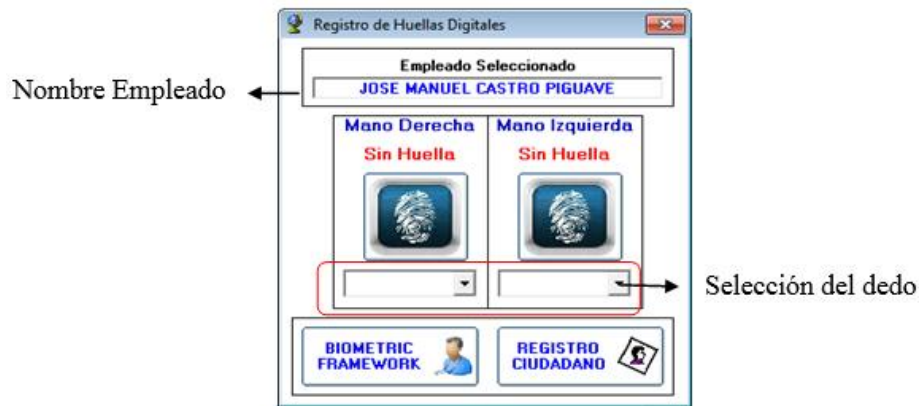 Registro de Huellas Digitales
Empleado Seleccionado
Nombre Empleado
JOSE MANUEL CASTRO PIGUAVE
Mano Derecha
Mano Izquierda
Sin Huella
Sin Huella
Selección del dedo
BIOMETRIC
FRAMEWORK
REGISTRO
CIUDADANO